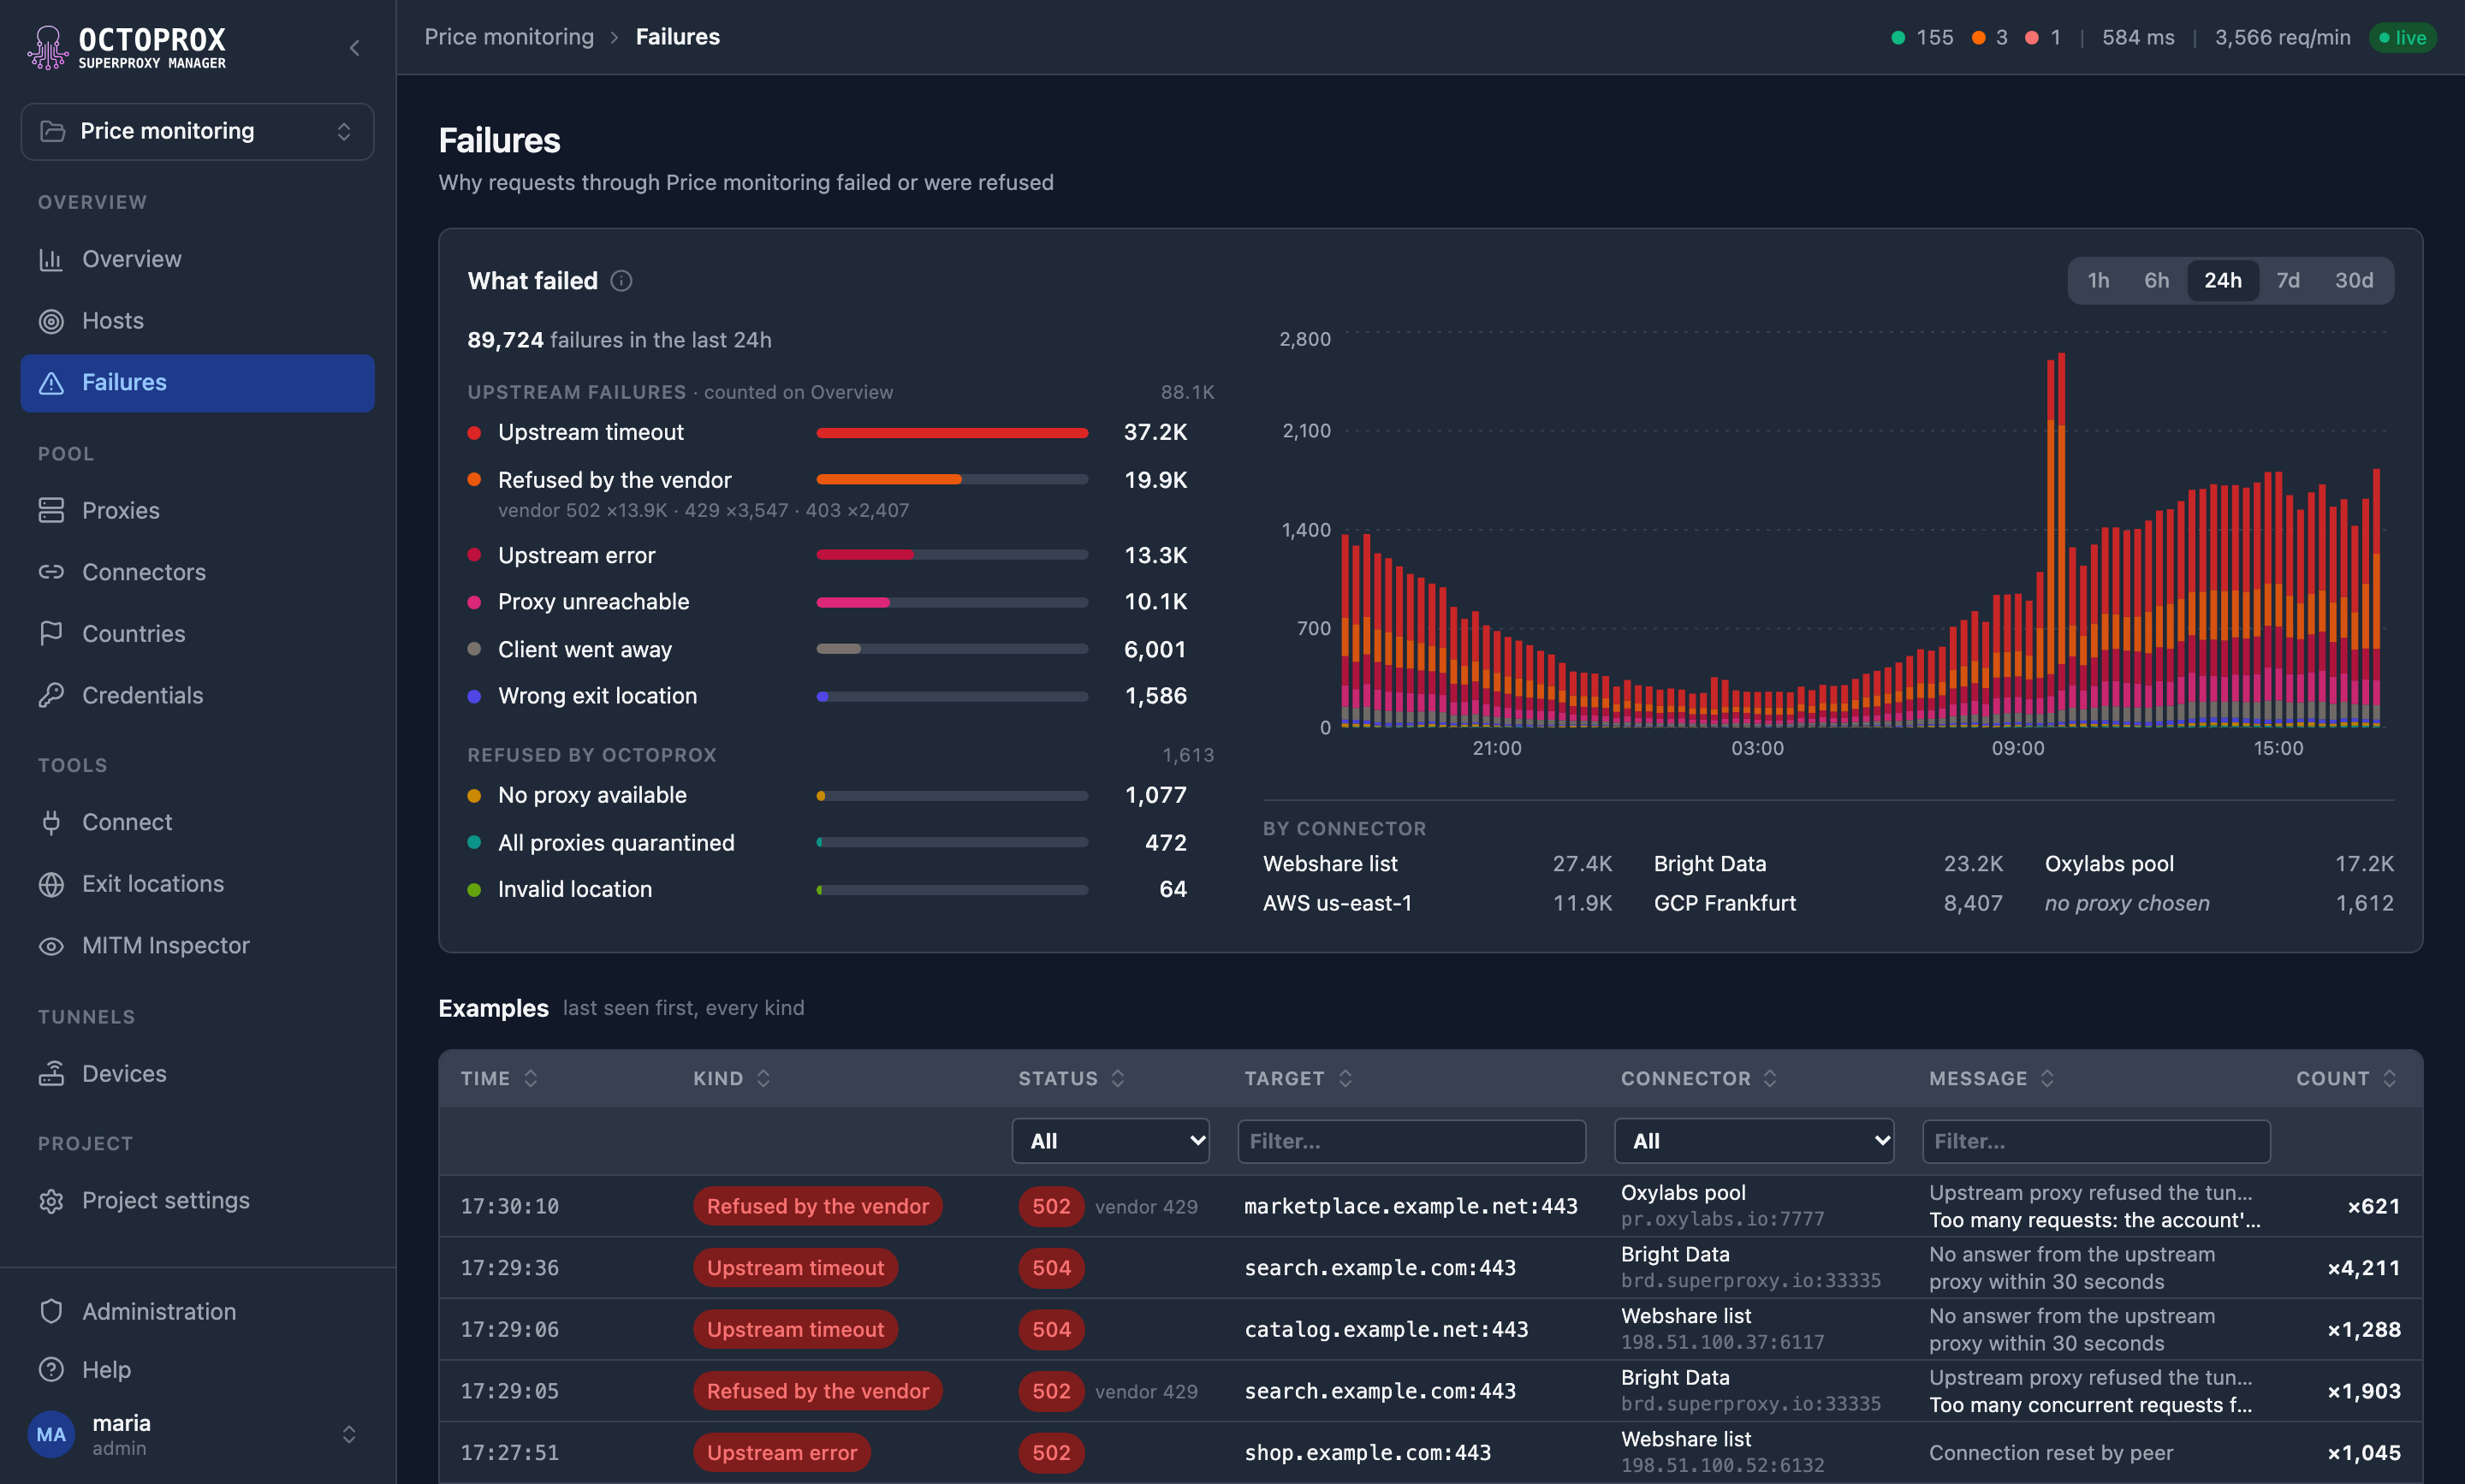 OCTOPROX
SUPERPROXY MANAGER
Price monitoring
OVERVIEW
Overview
Hosts
Failures
POOL
Proxies
Connectors
Countries
Credentials
TOOLS
Connect
Exit locations
MITM Inspector
TUNNELS
Devices
PROJECT
Project settings
Administration
Help
MA
maria
admin
Price monitoring > Failures
155 3 1 | 584 ms | 3,566 req/min live
Failures
Why requests through Price monitoring failed or were refused
What failed
1h 6h 24h 7d 30d
89,724 failures in the last 24h
UPSTREAM FAILURES · counted on Overview 88.1K
Upstream timeout 37.2K
Refused by the vendor 19.9K
vendor 502 ×13.9K · 429 ×3,547 · 403 ×2,407
Upstream error 13.3K
Proxy unreachable 10.1K
Client went away 6,001
Wrong exit location 1,586
REFUSED BY OCTOPROX 1,613
No proxy available 1,077
All proxies quarantined 472
Invalid location 64
2,800
2,100
1,400
700
0
21:00 03:00 09:00 15:00
BY CONNECTOR
Webshare list 27.4K Bright Data 23.2K Oxylabs pool 17.2K
AWS us-east-1 11.9K GCP Frankfurt 8,407 no proxy chosen 1,612
Examples last seen first, every kind
TIME KIND STATUS TARGET CONNECTOR MESSAGE COUNT
All Filter... All Filter...
17:30:10 Refused by the vendor 502 vendor 429 marketplace.example.net:443 Oxylabs pool Upstream proxy refused the tun... ×621
pr.oxylabs.io:7777 Too many requests: the account'...
17:29:36 Upstream timeout 504 search.example.com:443 Bright Data No answer from the upstream ×4,211
brd.superproxy.io:33335 proxy within 30 seconds
17:29:06 Upstream timeout 504 catalog.example.net:443 Webshare list No answer from the upstream ×1,288
198.51.100.37:6117 proxy within 30 seconds
17:29:05 Refused by the vendor 502 vendor 429 search.example.com:443 Bright Data Upstream proxy refused the tun... ×1,903
brd.superproxy.io:33335 Too many concurrent requests f...
17:27:51 Upstream error 502 shop.example.com:443 Webshare list Connection reset by peer ×1,045
198.51.100.52:6132